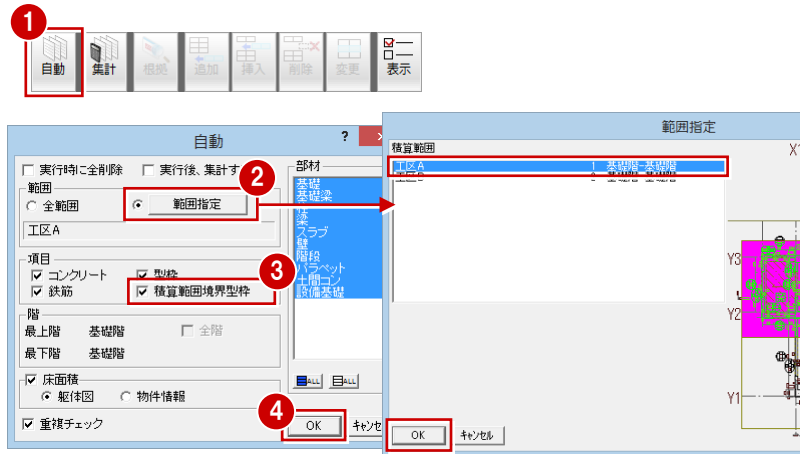 1
自動
集計
根拠
追加
挿入
削除
変更
表示
自動
?
実行時に全削除
実行後、集計す
2
範囲
全範囲
範囲指定
工区A
項目
コンクリート
型枠
3
鉄筋
積算範囲境界型枠
階
最上階 基礎階
全階
最下階 基礎階
床面積
躯体図
物件情報
重複チェック
部材
基礎
基礎梁
柱
梁
スラブ
壁
階段
パラペット
土間コン
設備基礎
ALL
ALL
4
OK
キャンセ
範囲指定
積算範囲
工区A 1 基礎階-基礎階
X1
Y3
Y2
Y1
OK
キャンセル